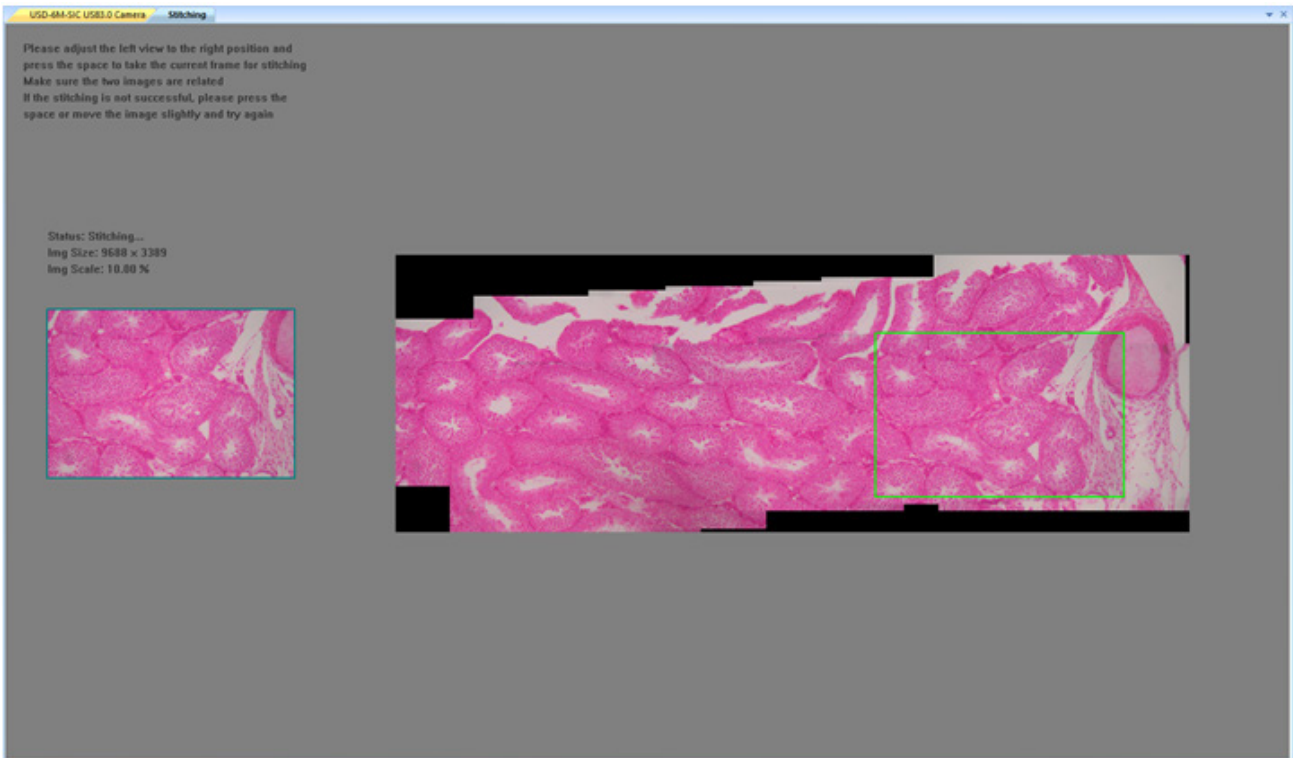 USD-6M-SIC USB3.0 Camera
Stitching
Please adjust the left view to the right position and
press the space to take the current frame for stitching
Make sure the two images are related
If the stitching is not successful, please press the
space or move the image slightly and try again
Status: Stitching...
Img Size: 9688 x 3389
Img Scale: 10.00 %